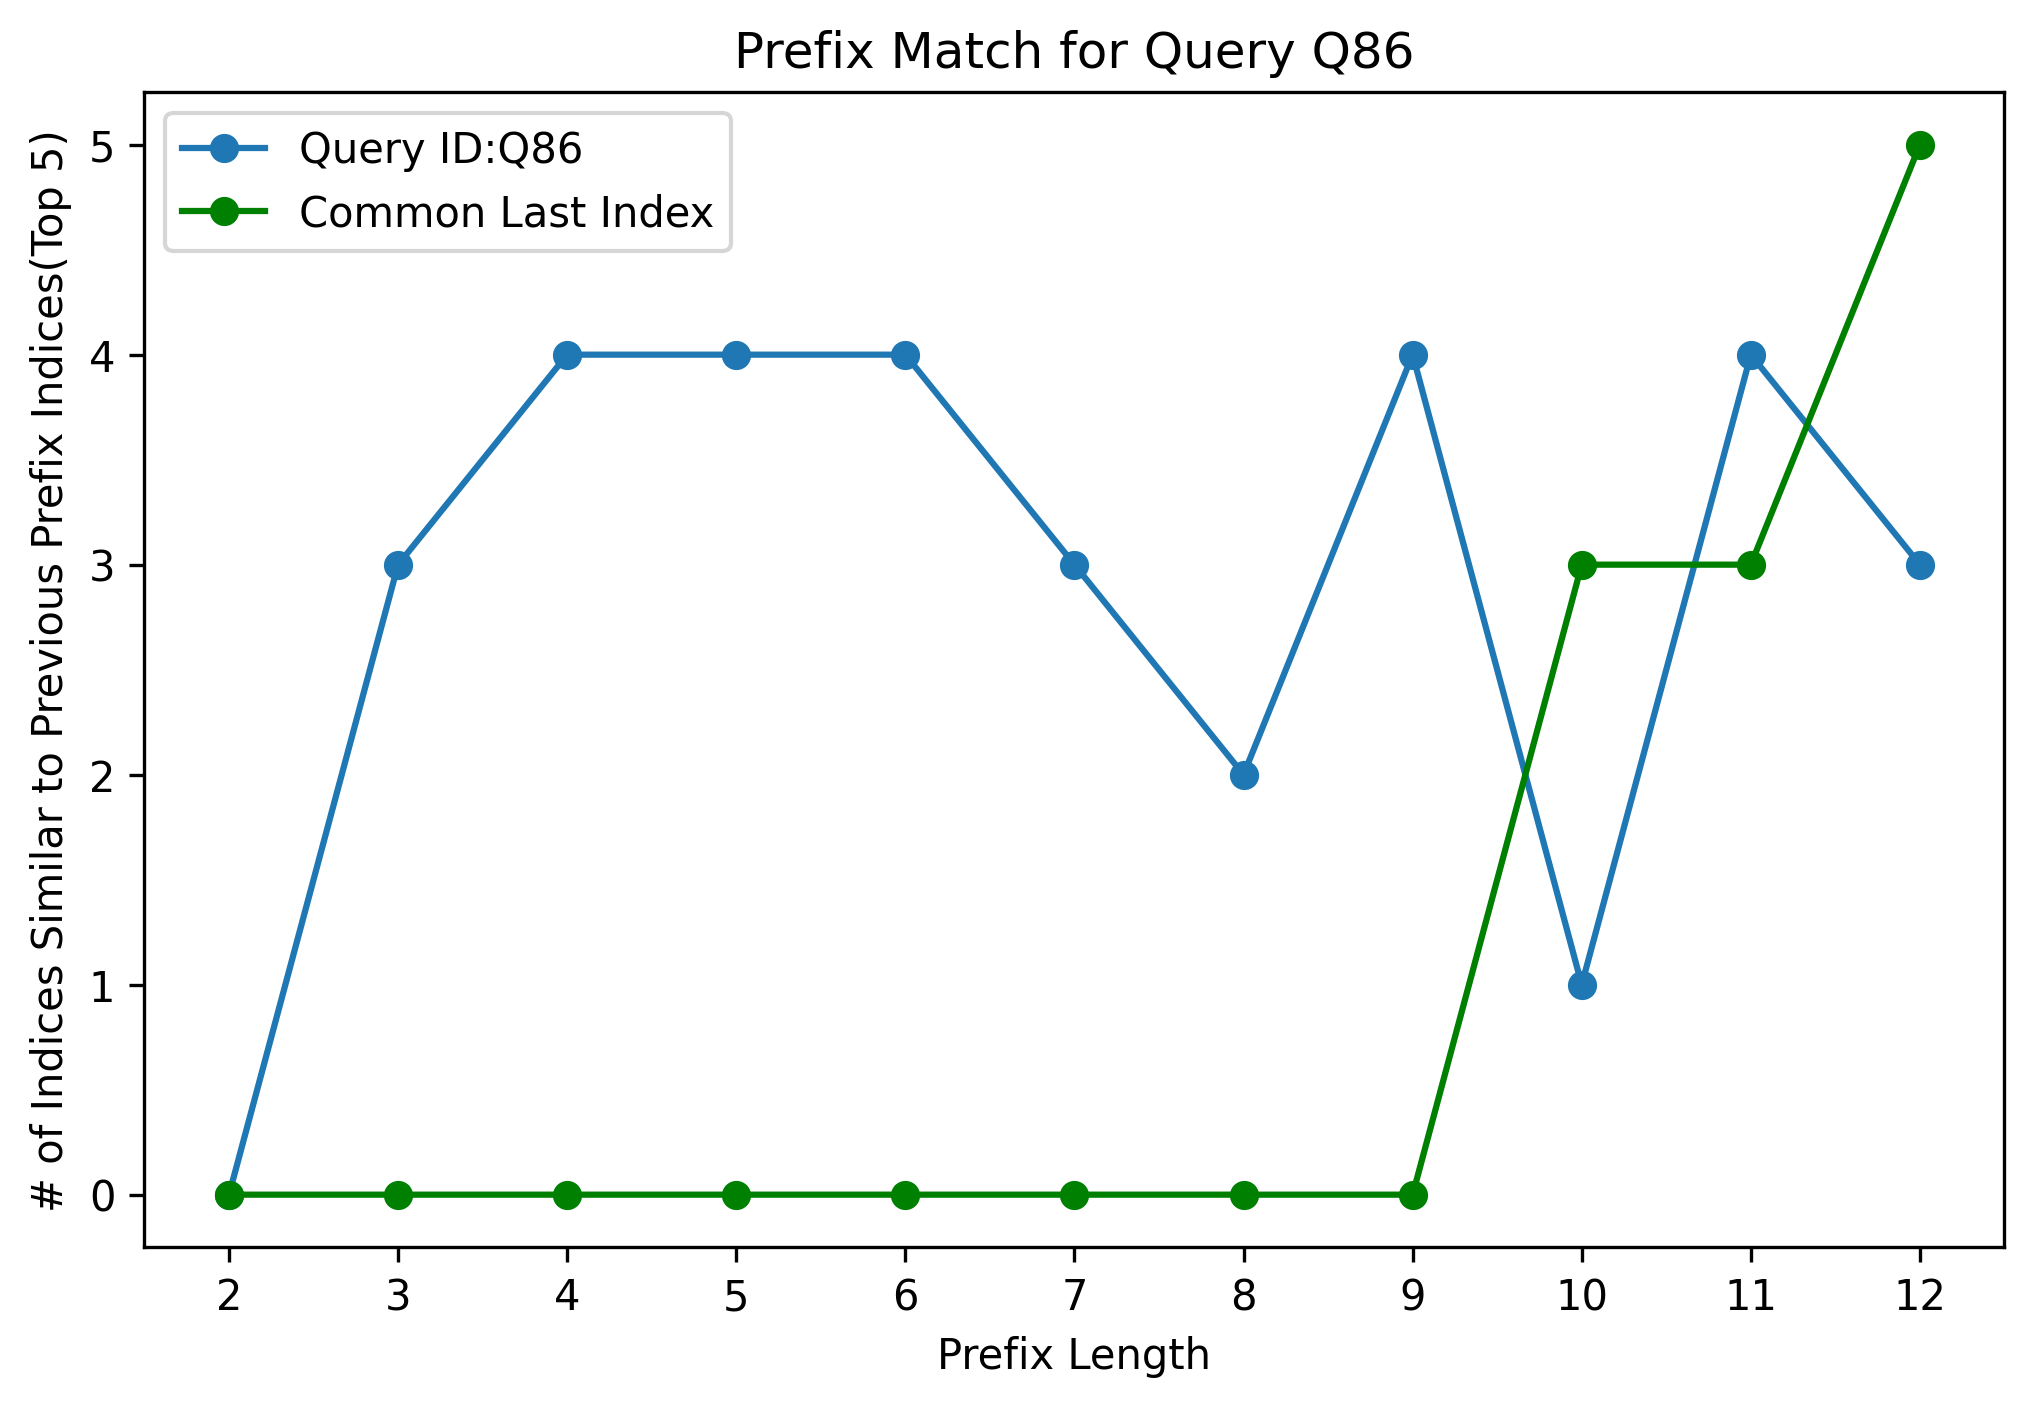 Prefix Match for Query Q86
Query ID:Q86
Common Last Index
# of Indices Similar to Previous Prefix Indices(Top 5)
5
4
3
2
1
0
2 3 4 5 6 7 8 9 10 11 12
Prefix Length